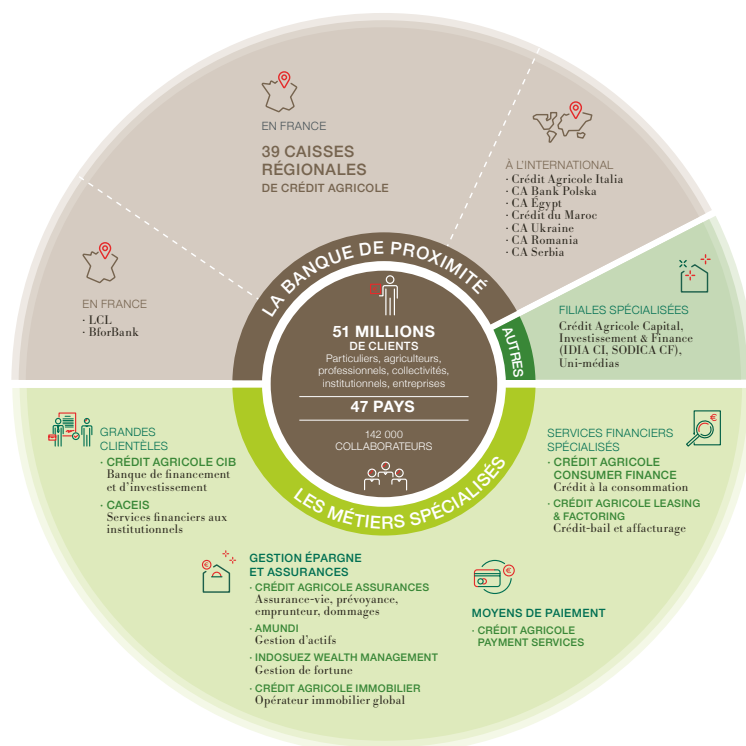 EN FRANCE
39 CAISSES
RÉGIONALES
DE CRÉDIT AGRICOLE
À L'INTERNATIONAL
· Crédit Agricole Italia
· CA Bank Polska
· CA Égypt
· Crédit du Maroc
· CA Ukraine
· CA Romania
· CA Serbia
EN FRANCE
· LCL
· BforBank
LA BANQUE DE PROXIMITÉ
AUTRES
FILIALES SPÉCIALISÉES
Crédit Agricole Capital,
Investissement & Finance
(IDIA CI, SODICA CF),
Uni-médias
51 MILLIONS
DE CLIENTS
Particuliers, agriculteurs,
professionnels, collectivités,
institutionnels, entreprises
47 PAYS
142 000
COLLABORATEURS
LES MÉTIERS SPÉCIALISÉS
GRANDES
CLIENTÈLES
· CRÉDIT AGRICOLE CIB
Banque de financement
et d'investissement
· CACEIS
Services financiers aux
institutionnels
SERVICES FINANCIERS
SPÉCIALISÉS
· CRÉDIT AGRICOLE
CONSUMER FINANCE
Crédit à la consommation
· CRÉDIT AGRICOLE LEASING
& FACTORING
Crédit-bail et affacturage
GESTION ÉPARGNE
ET ASSURANCES
· CRÉDIT AGRICOLE ASSURANCES
Assurance-vie, prévoyance,
emprunteur, dommages
· AMUNDI
Gestion d'actifs
· INDOSUEZ WEALTH MANAGEMENT
Gestion de fortune
· CRÉDIT AGRICOLE IMMOBILIER
Opérateur immobilier global
MOYENS DE PAIEMENT
· CRÉDIT AGRICOLE
PAYMENT SERVICES